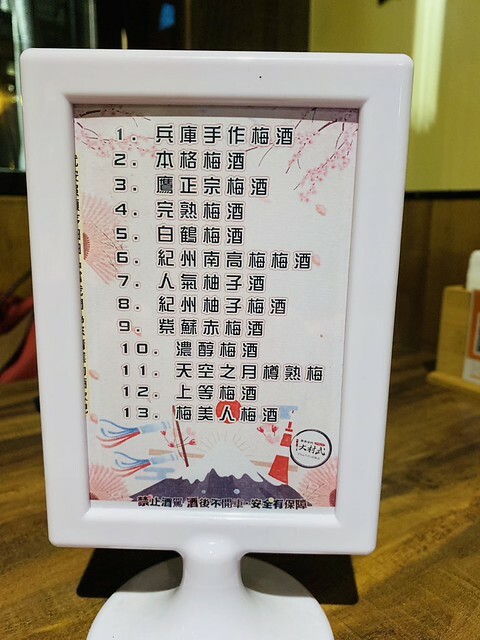 1. 兵庫手作梅酒
2. 本格梅酒
3. 鷹正宗梅酒
4. 完熟梅酒
5. 白鶴梅酒
6. 紀州南高梅梅酒
7. 人氣柚子酒
8. 紀州柚子梅酒
9. 紫蘇赤梅酒
10. 濃醇梅酒
11. 天空之月樽熟梅
12. 上等梅酒
13. 梅美人梅酒
大村武
禁止酒駕 酒後不開車·安全有保障